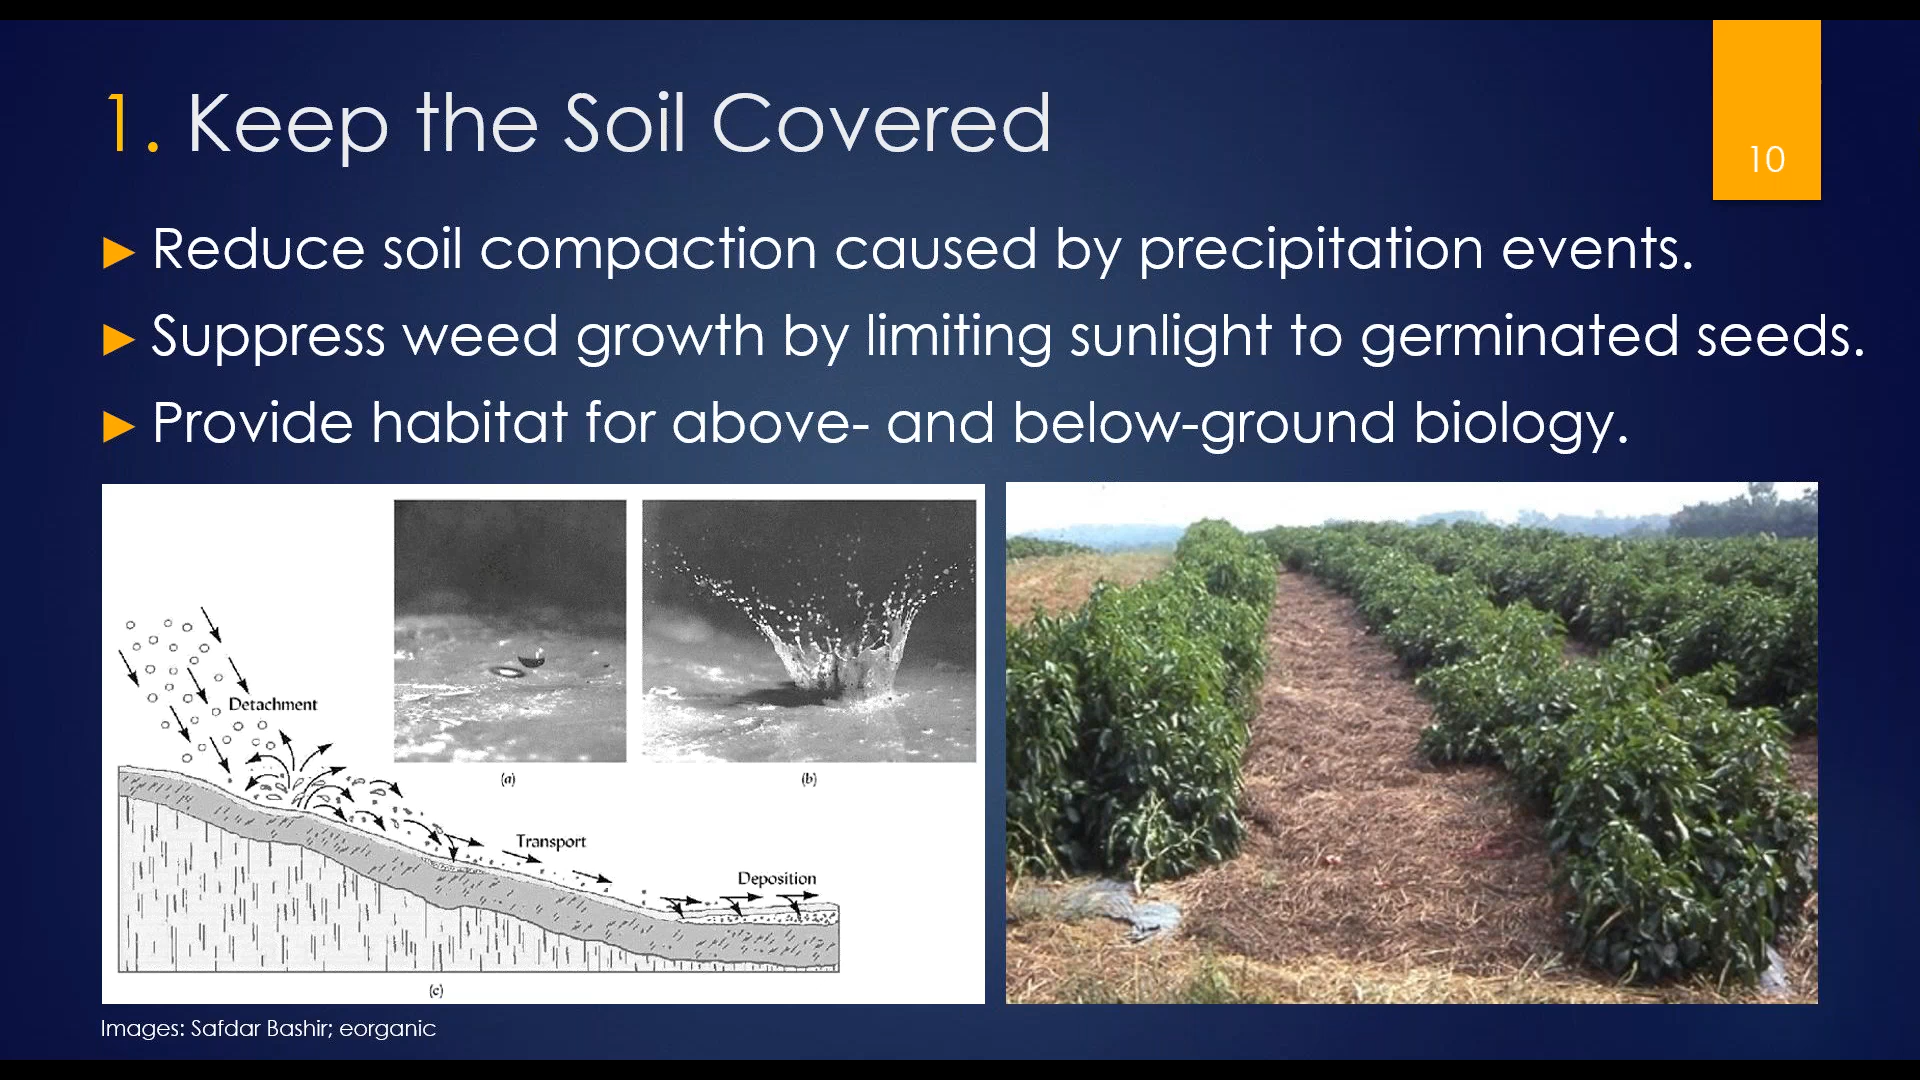 1. Keep the Soil Covered
10
► Reduce soil compaction caused by precipitation events.
► Suppress weed growth by limiting sunlight to germinated seeds.
► Provide habitat for above- and below-ground biology.
Detachment
(a)
(b)
Transport
Deposition
(c)
Images: Safdar Bashir; eorganic